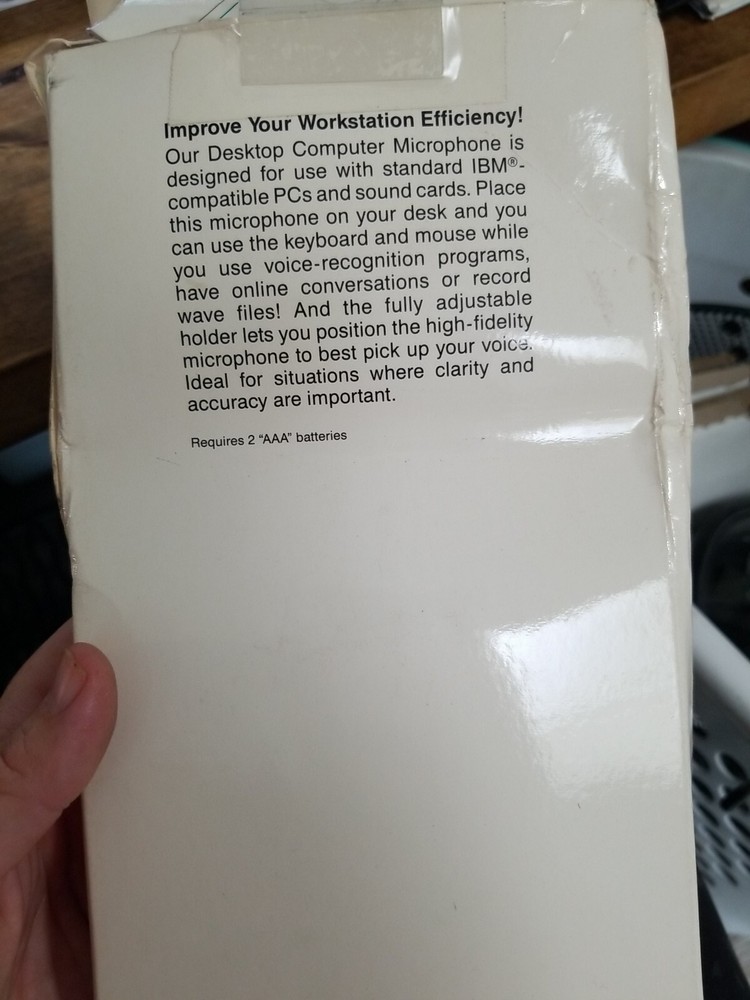 Improve Your Workstation Efficiency!
Our Desktop Computer Microphone is
designed for use with standard IBM®-
compatible PCs and sound cards. Place
this microphone on your desk and you
can use the keyboard and mouse while
you use voice-recognition programs,
have online conversations or record
wave files! And the fully adjustable
holder lets you position the high-fidelity
microphone to best pick up your voice.
Ideal for situations where clarity and
accuracy are important.
Requires 2 “AAA” batteries